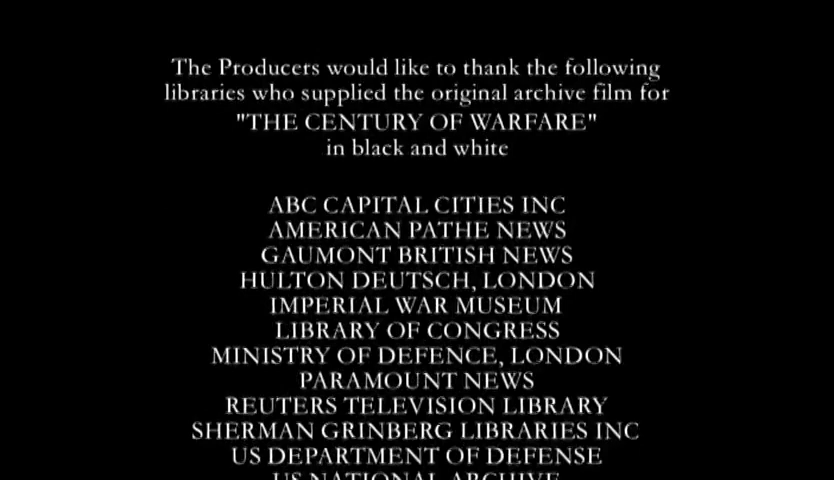 The Producers would like to thank the following
libraries who supplied the original archive film for
"THE CENTURY OF WARFARE"
in black and white
ABC CAPITAL CITIES INC
AMERICAN PATHE NEWS
GAUMONT BRITISH NEWS
HULTON DEUTSCH, LONDON
IMPERIAL WAR MUSEUM
LIBRARY OF CONGRESS
MINISTRY OF DEFENCE, LONDON
PARAMOUNT NEWS
REUTERS TELEVISION LIBRARY
SHERMAN GRINBERG LIBRARIES INC
US DEPARTMENT OF DEFENSE
US NATIONAL ARCHIVE